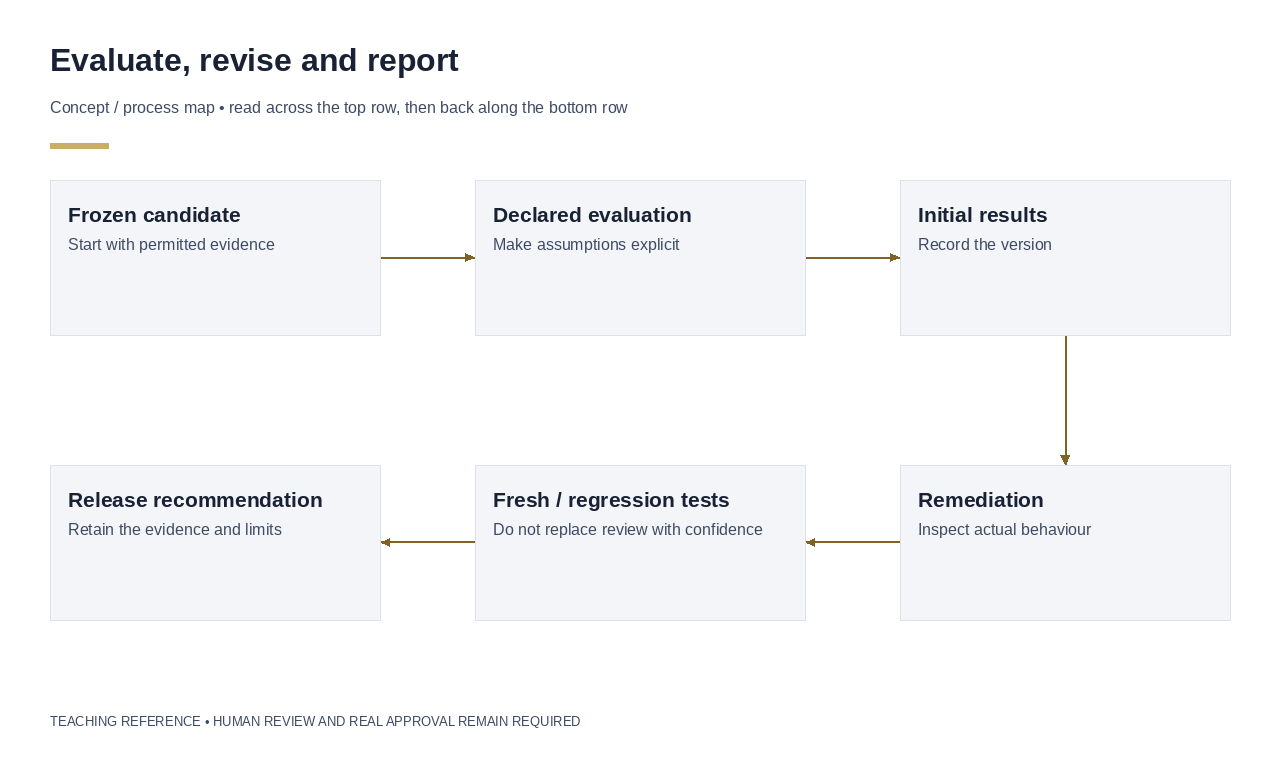 Evaluate, revise and report
Concept / process map • read across the top row, then back along the bottom row
Frozen candidate
Start with permitted evidence
Declared evaluation
Make assumptions explicit
Initial results
Record the version
Remediation
Inspect actual behaviour
Fresh / regression tests
Do not replace review with confidence
Release recommendation
Retain the evidence and limits
TEACHING REFERENCE • HUMAN REVIEW AND REAL APPROVAL REMAIN REQUIRED